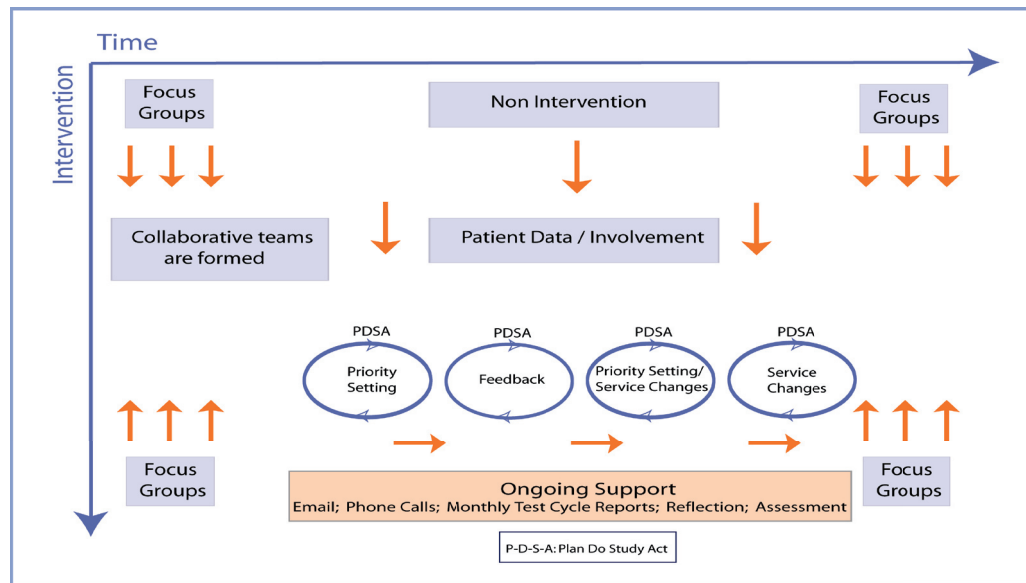 Time
Intervention
Focus
Groups
Non Intervention
Focus
Groups
Collaborative teams
are formed
Patient Data / Involvement
PDSA
PDSA
PDSA
PDSA
Priority
Setting
Feedback
Priority Setting/
Service Changes
Service
Changes
Focus
Groups
Ongoing Support
Email; Phone Calls; Monthly Test Cycle Reports; Reflection; Assessment
Focus
Groups
P-D-S-A: Plan Do Study Act